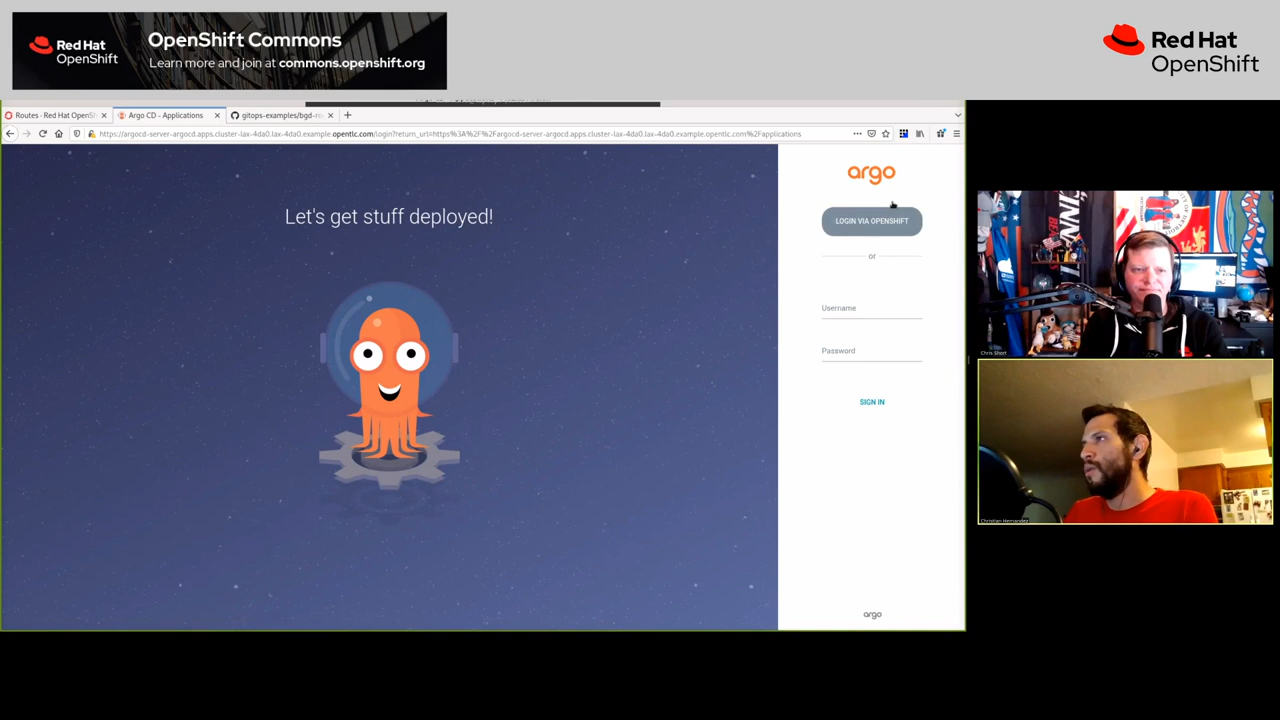 Red Hat
OpenShift
OpenShift Commons
Learn more and join at commons.openshift.org
Red Hat
OpenShift
Routes - Red Hat OpenSh
Argo CD - Applications
gitops-examples/bgd-re
https://argocd-server-argocd.apps.cluster-lax-4da0.lax-4da0.example.opentlc.com/login?return_url=https%3A%2F%2Fargocd-server-argocd.apps.cluster-lax-4da0.lax-4da0.example.opentlc.com%2Fapplications
Let's get stuff deployed!
argo
LOGIN VIA OPENSHIFT
or
Username
Password
SIGN IN
argo
Chris Short
Christian Hernandez